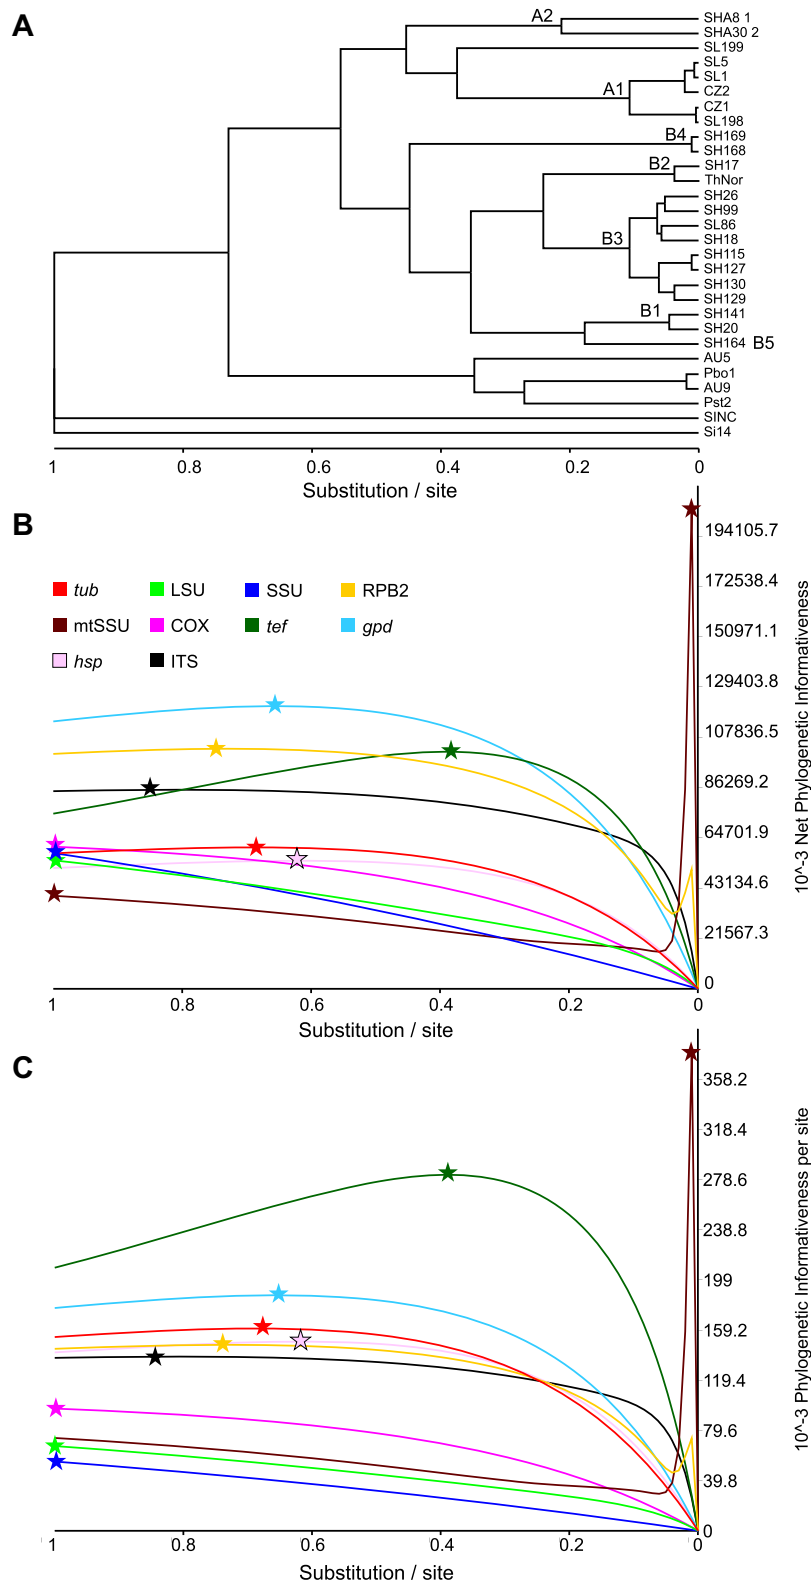 A
A2
SHA8 1
SHA30 2
SL199
SL5
SL1
A1
CZ2
CZ1
SL198
B4
SH169
SH168
B2
SH17
ThNor
SH26
SH99
SL86
B3
SH18
SH115
SH127
SH130
SH129
B1
SH141
SH20
SH164 B5
AU5
Pbo1
AU9
Pst2
SINC
Si14
1 0.8 0.6 0.4 0.2 0
Substitution / site
B
194105.7
172538.4
150971.1
129403.8
107836.5
86269.2
64701.9
43134.6
21567.3
0
10^-3 Net Phylogenetic Informativeness
tub LSU SSU RPB2
mtSSU COX tef gpd
hsp ITS
1 0.8 0.6 0.4 0.2 0
Substitution / site
C
358.2
318.4
278.6
238.8
199
159.2
119.4
79.6
39.8
0
10^-3 Phylogenetic Informativeness per site
1 0.8 0.6 0.4 0.2 0
Substitution / site